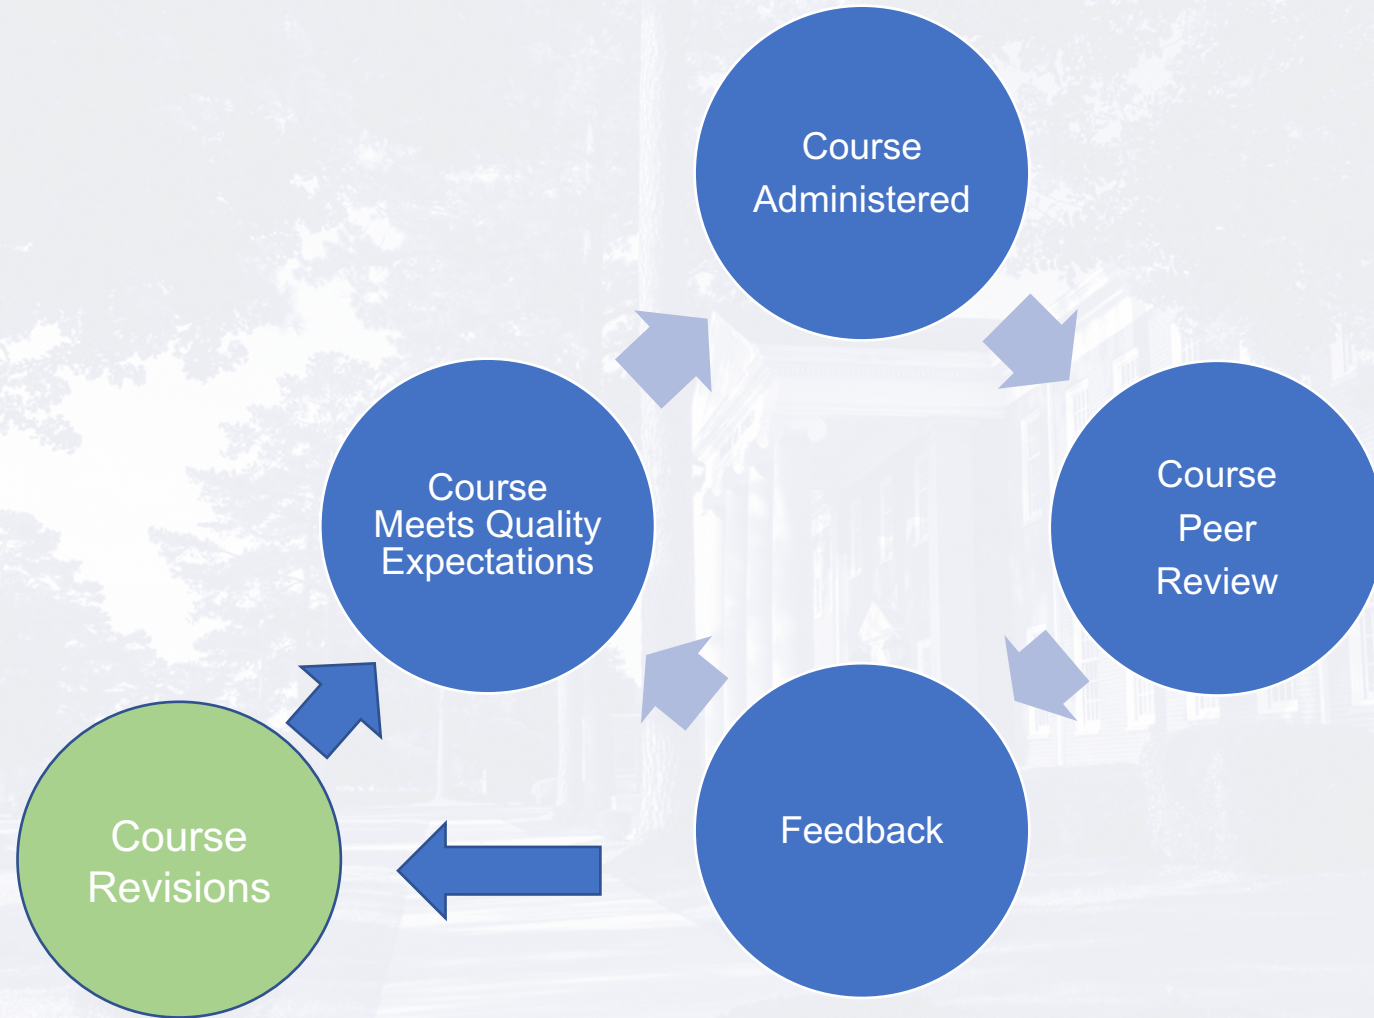 Course
Administered
Course
Meets Quality
Expectations
Course
Peer
Review
Course
Revisions
Feedback